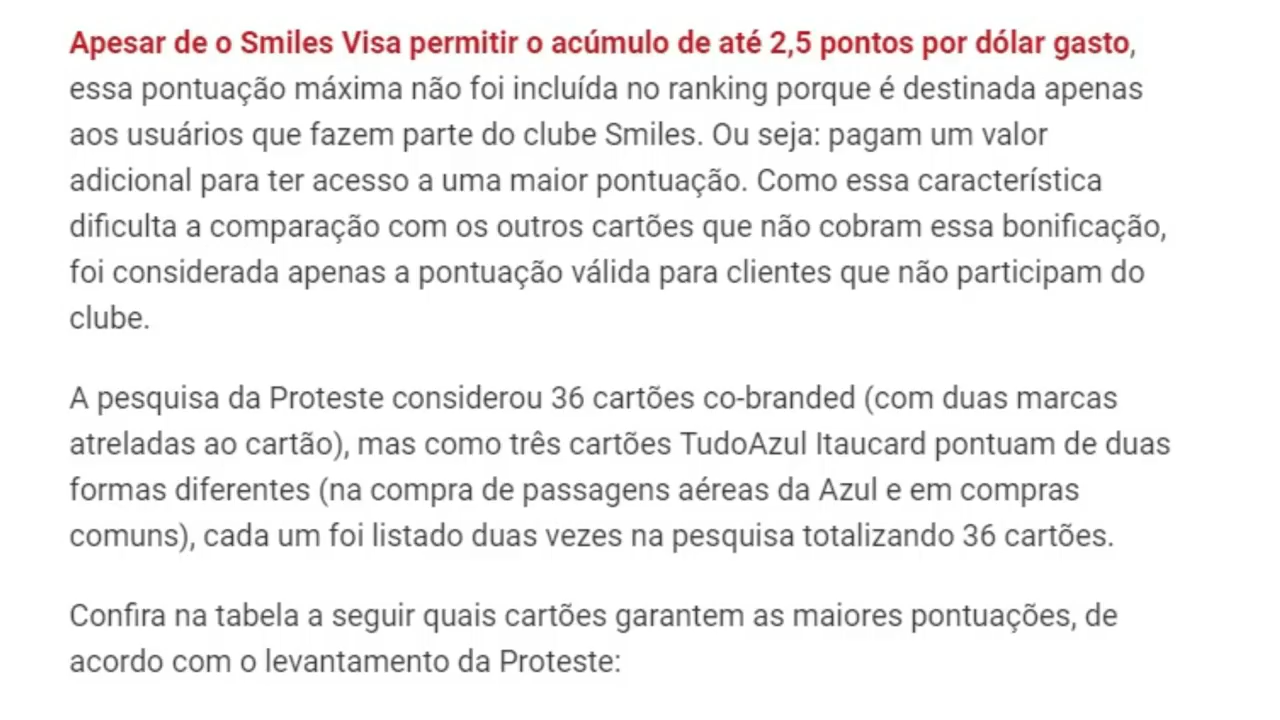 Apesar de o Smiles Visa permitir o acúmulo de até 2,5 pontos por dólar gasto,
essa pontuação máxima não foi incluída no ranking porque é destinada apenas
aos usuários que fazem parte do clube Smiles. Ou seja: pagam um valor
adicional para ter acesso a uma maior pontuação. Como essa característica
dificulta a comparação com os outros cartões que não cobram essa bonificação,
foi considerada apenas a pontuação válida para clientes que não participam do
clube.
A pesquisa da Proteste considerou 36 cartões co-branded (com duas marcas
atreladas ao cartão), mas como três cartões TudoAzul Itaucard pontuam de duas
formas diferentes (na compra de passagens aéreas da Azul e em compras
comuns), cada um foi listado duas vezes na pesquisa totalizando 36 cartões.
Confira na tabela a seguir quais cartões garantem as maiores pontuações, de
acordo com o levantamento da Proteste: